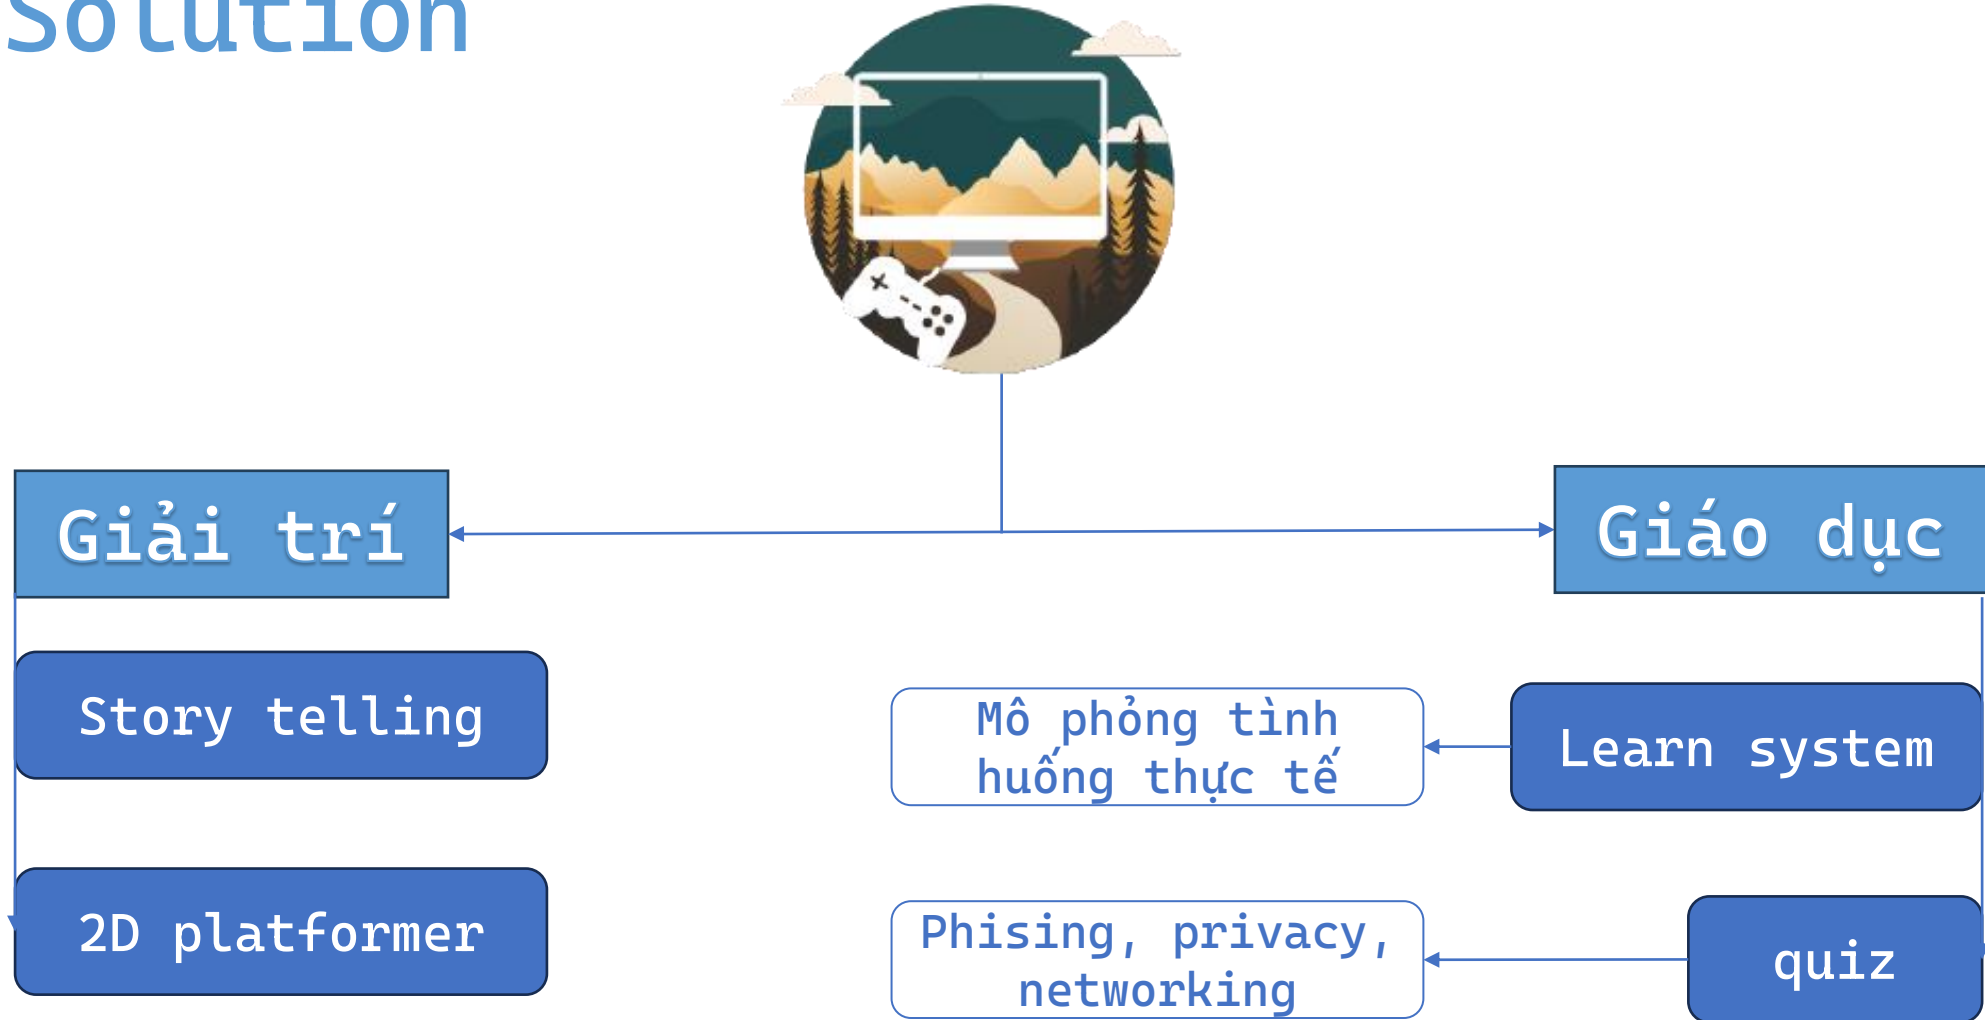 Solution
Giải trí
Giáo dục
Story telling
Mô phỏng tình
huống thực tế
Learn system
2D platformer
Phising, privacy,
networking
quiz